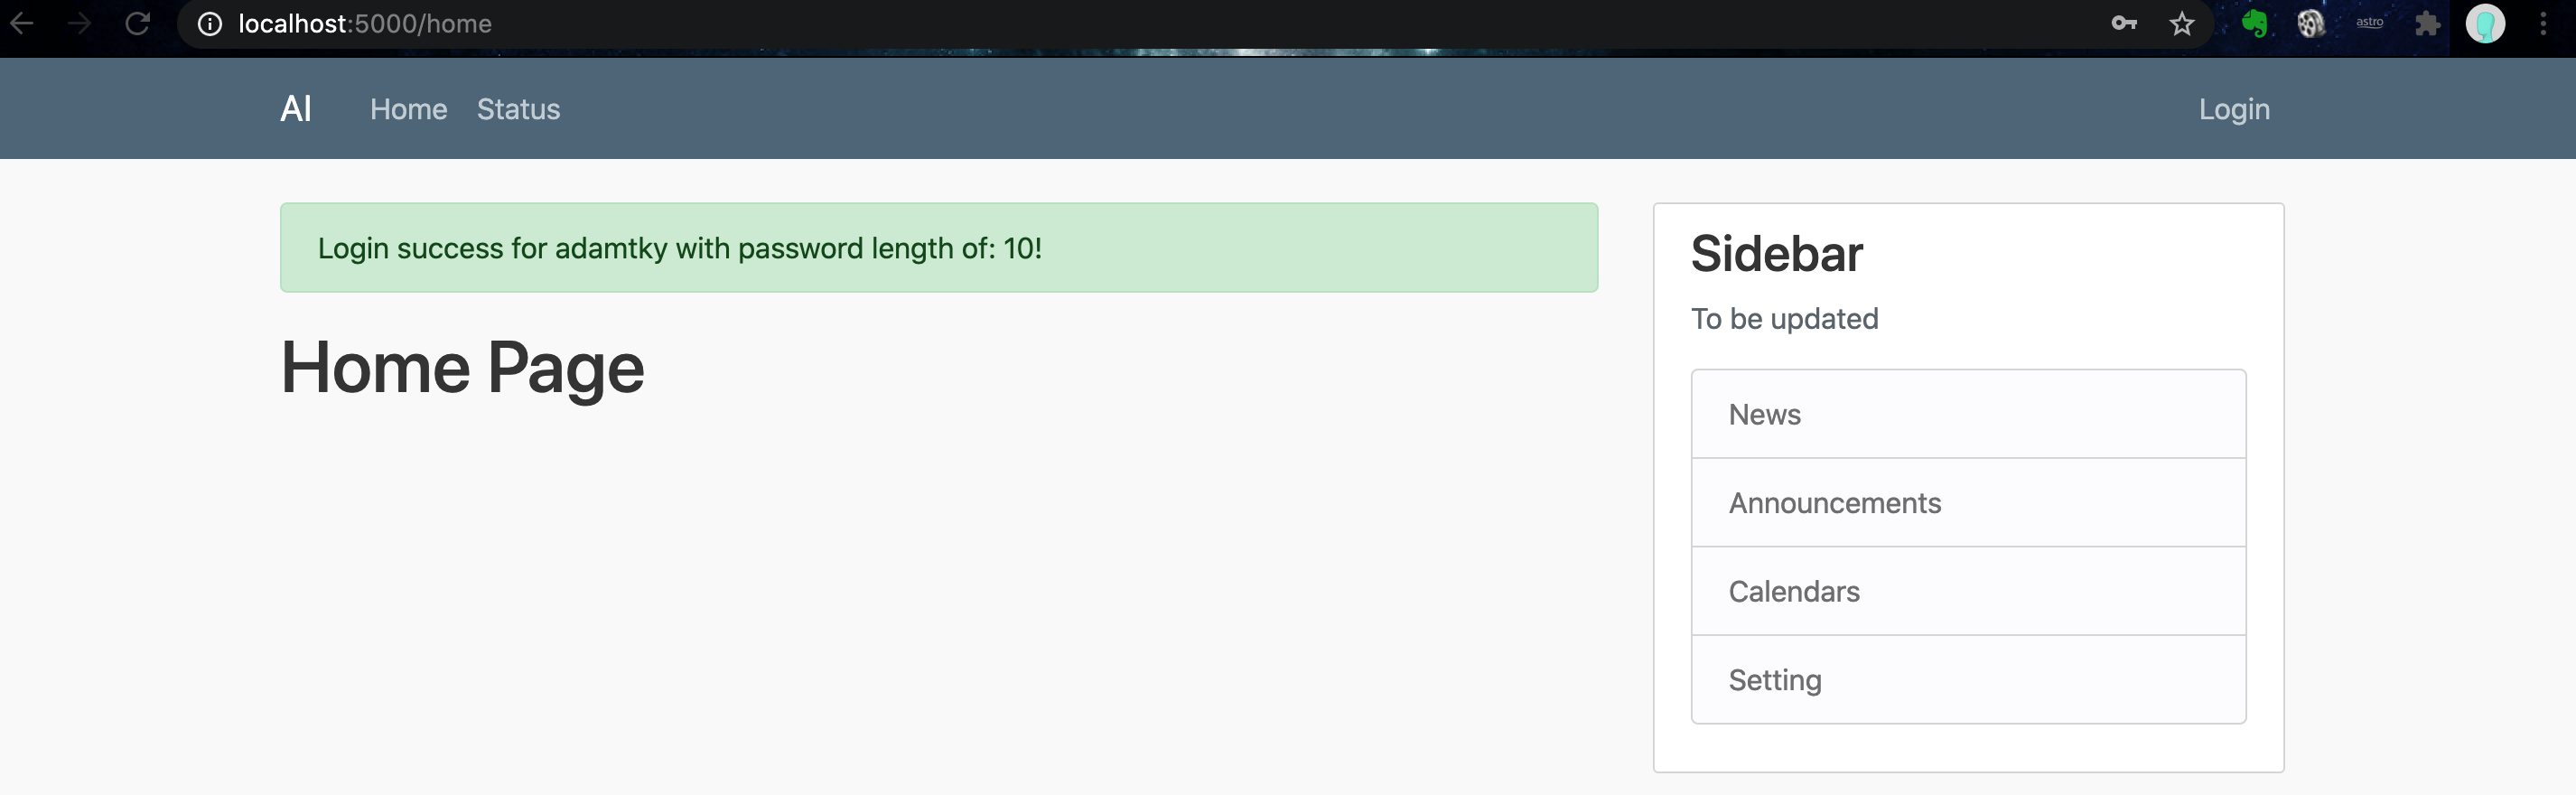 localhost:5000/home
astro
AI Home Status Login
Login success for adamtky with password length of: 10!
Home Page
Sidebar
To be updated
News
Announcements
Calendars
Setting